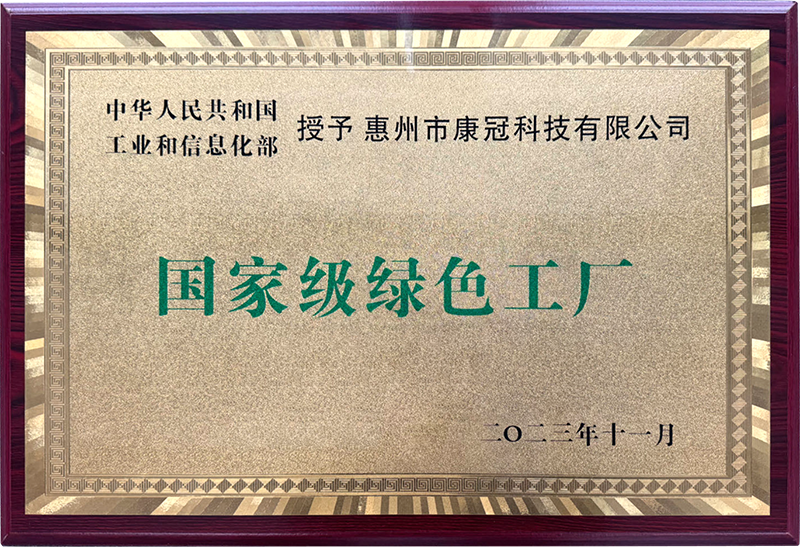 中华人民共和国
工业和信息化部
授予 惠州市康冠科技有限公司
国家级绿色工厂
二〇二三年十一月